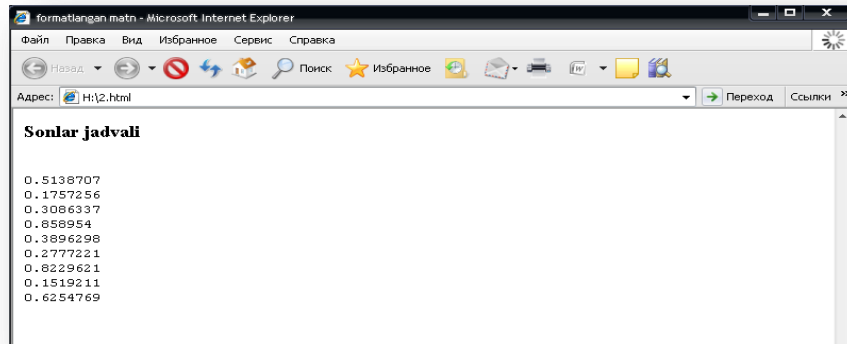 formatlangan matn - Microsoft Internet Explorer
Файл Правка Вид Избранное Сервис Справка
Назад Поиск Избранное
Адрес: H:\2.html Переход Ссылки »
Sonlar jadvali
0.5138707
0.1757256
0.3086337
0.858954
0.3896298
0.2777221
0.8229621
0.1519211
0.6254769